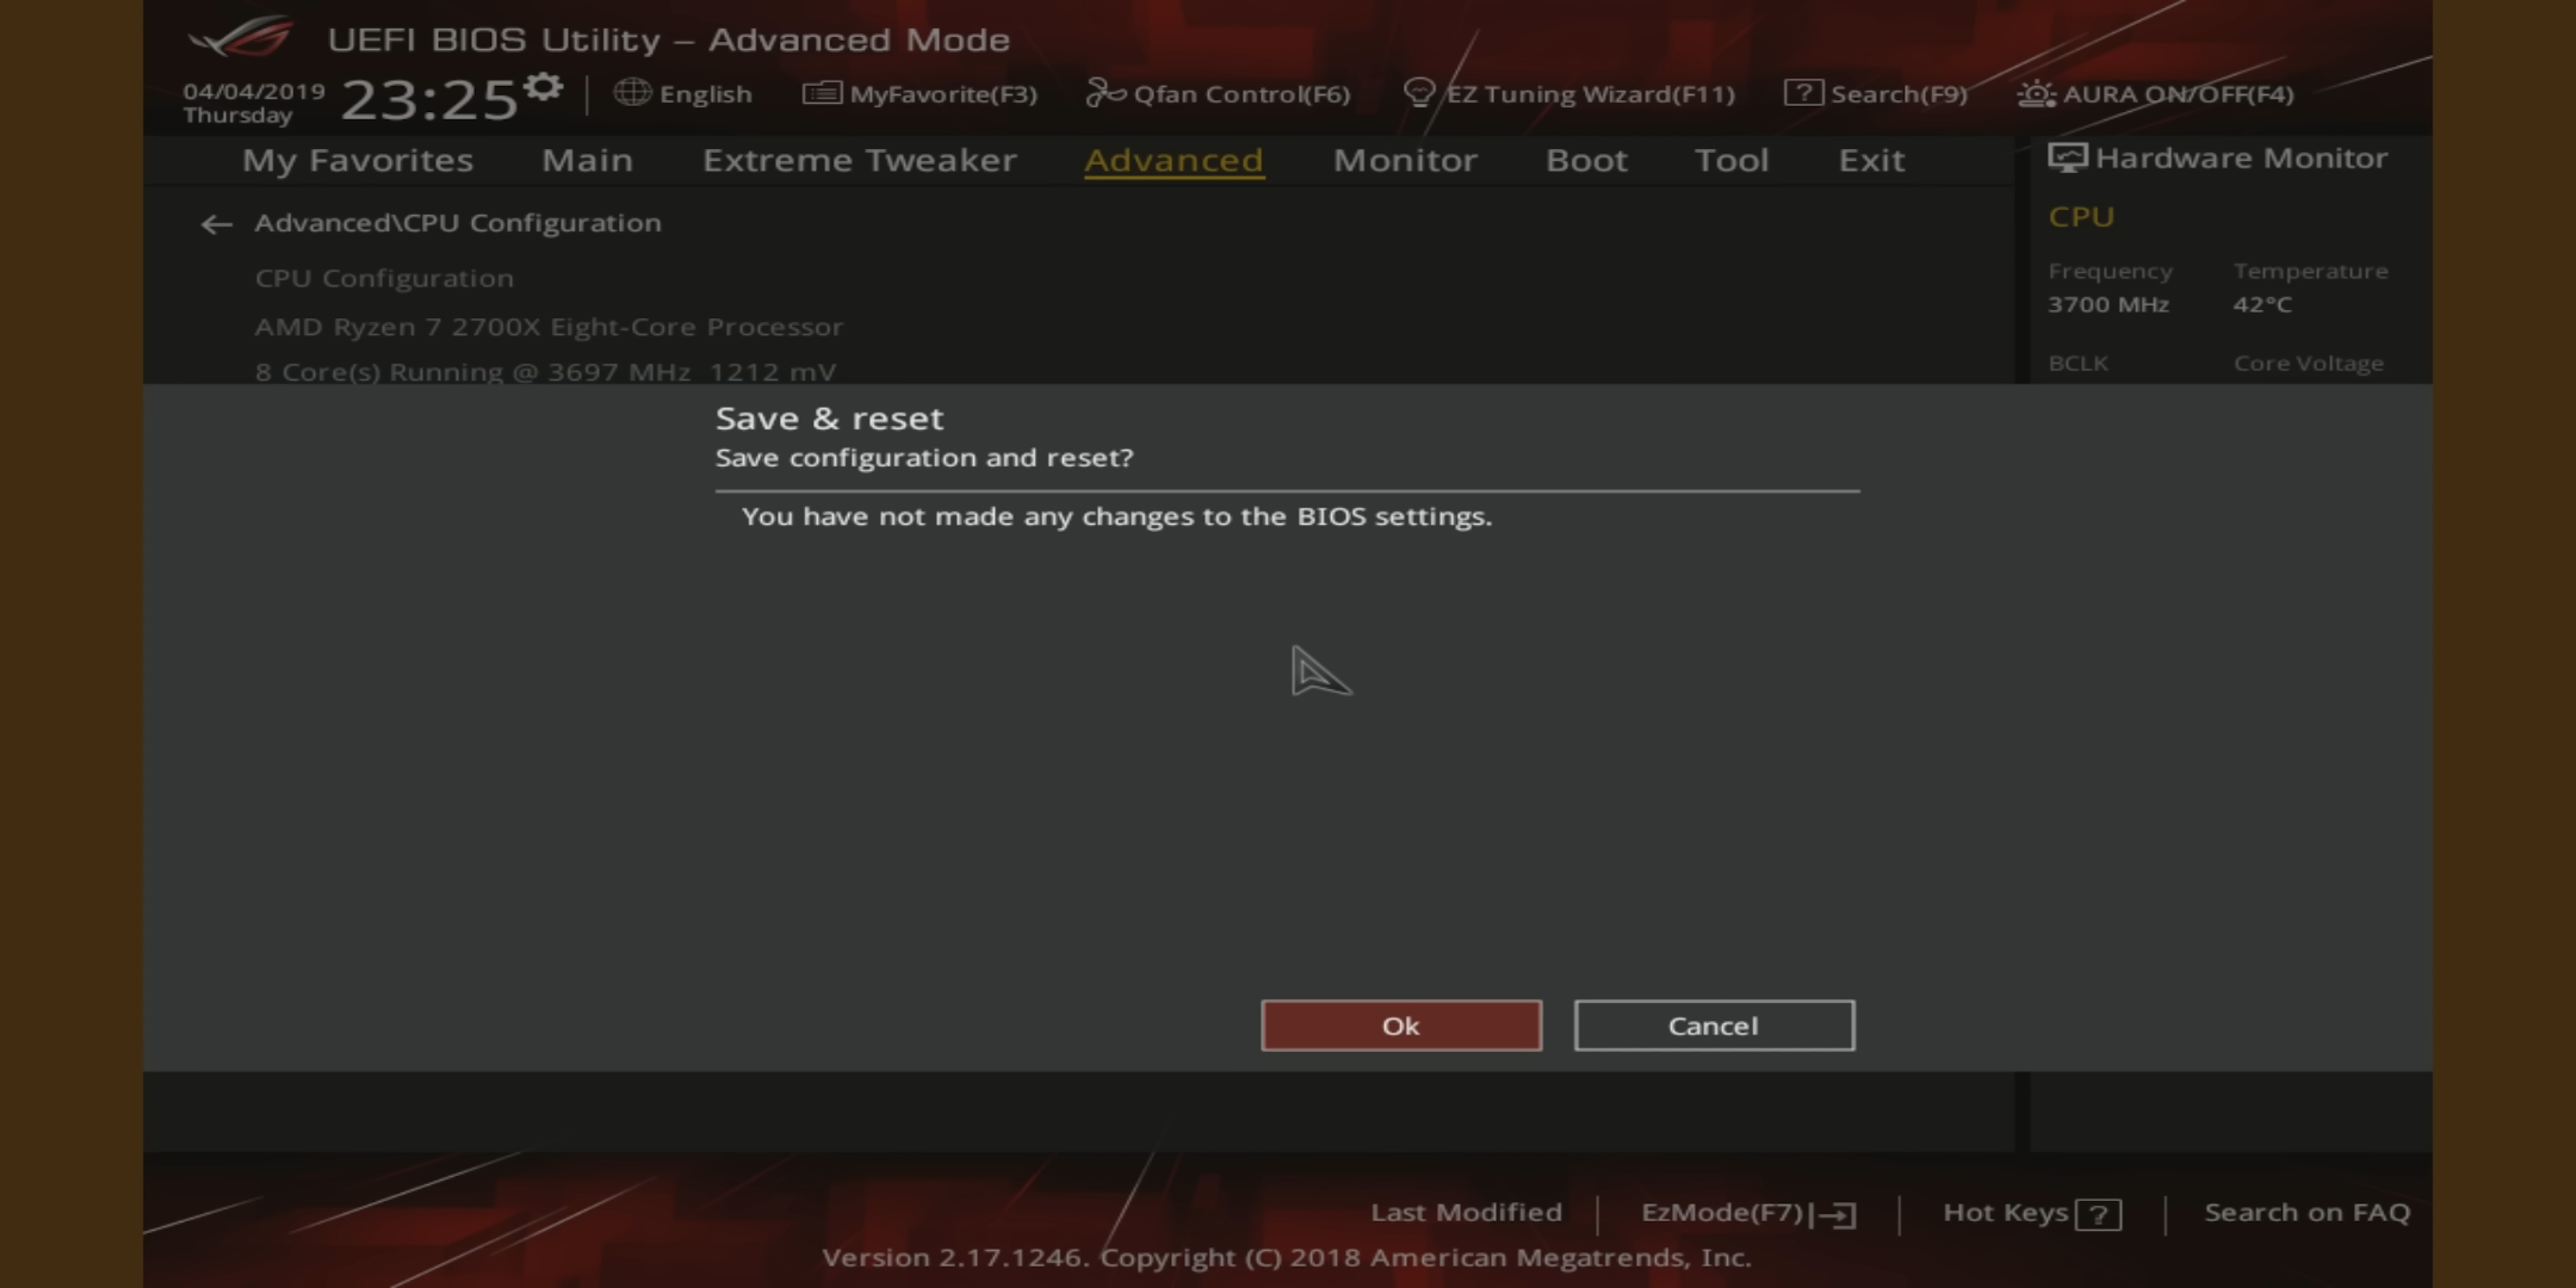 UEFI BIOS Utility – Advanced Mode
04/04/2019
Thursday
23:25
English
MyFavorite(F3)
Qfan Control(F6)
EZ Tuning Wizard(F11)
Search(F9)
AURA ON/OFF(F4)
My Favorites
Main
Extreme Tweaker
Advanced
Monitor
Boot
Tool
Exit
Hardware Monitor
Advanced\CPU Configuration
CPU Configuration
AMD Ryzen 7 2700X Eight-Core Processor
8 Core(s) Running @ 3697 MHz 1212 mV
CPU
Frequency Temperature
3700 MHz 42°C
BCLK Core Voltage
Save & reset
Save configuration and reset?
You have not made any changes to the BIOS settings.
Ok
Cancel
Last Modified
EzMode(F7)
Hot Keys ?
Search on FAQ
Version 2.17.1246. Copyright (C) 2018 American Megatrends, Inc.